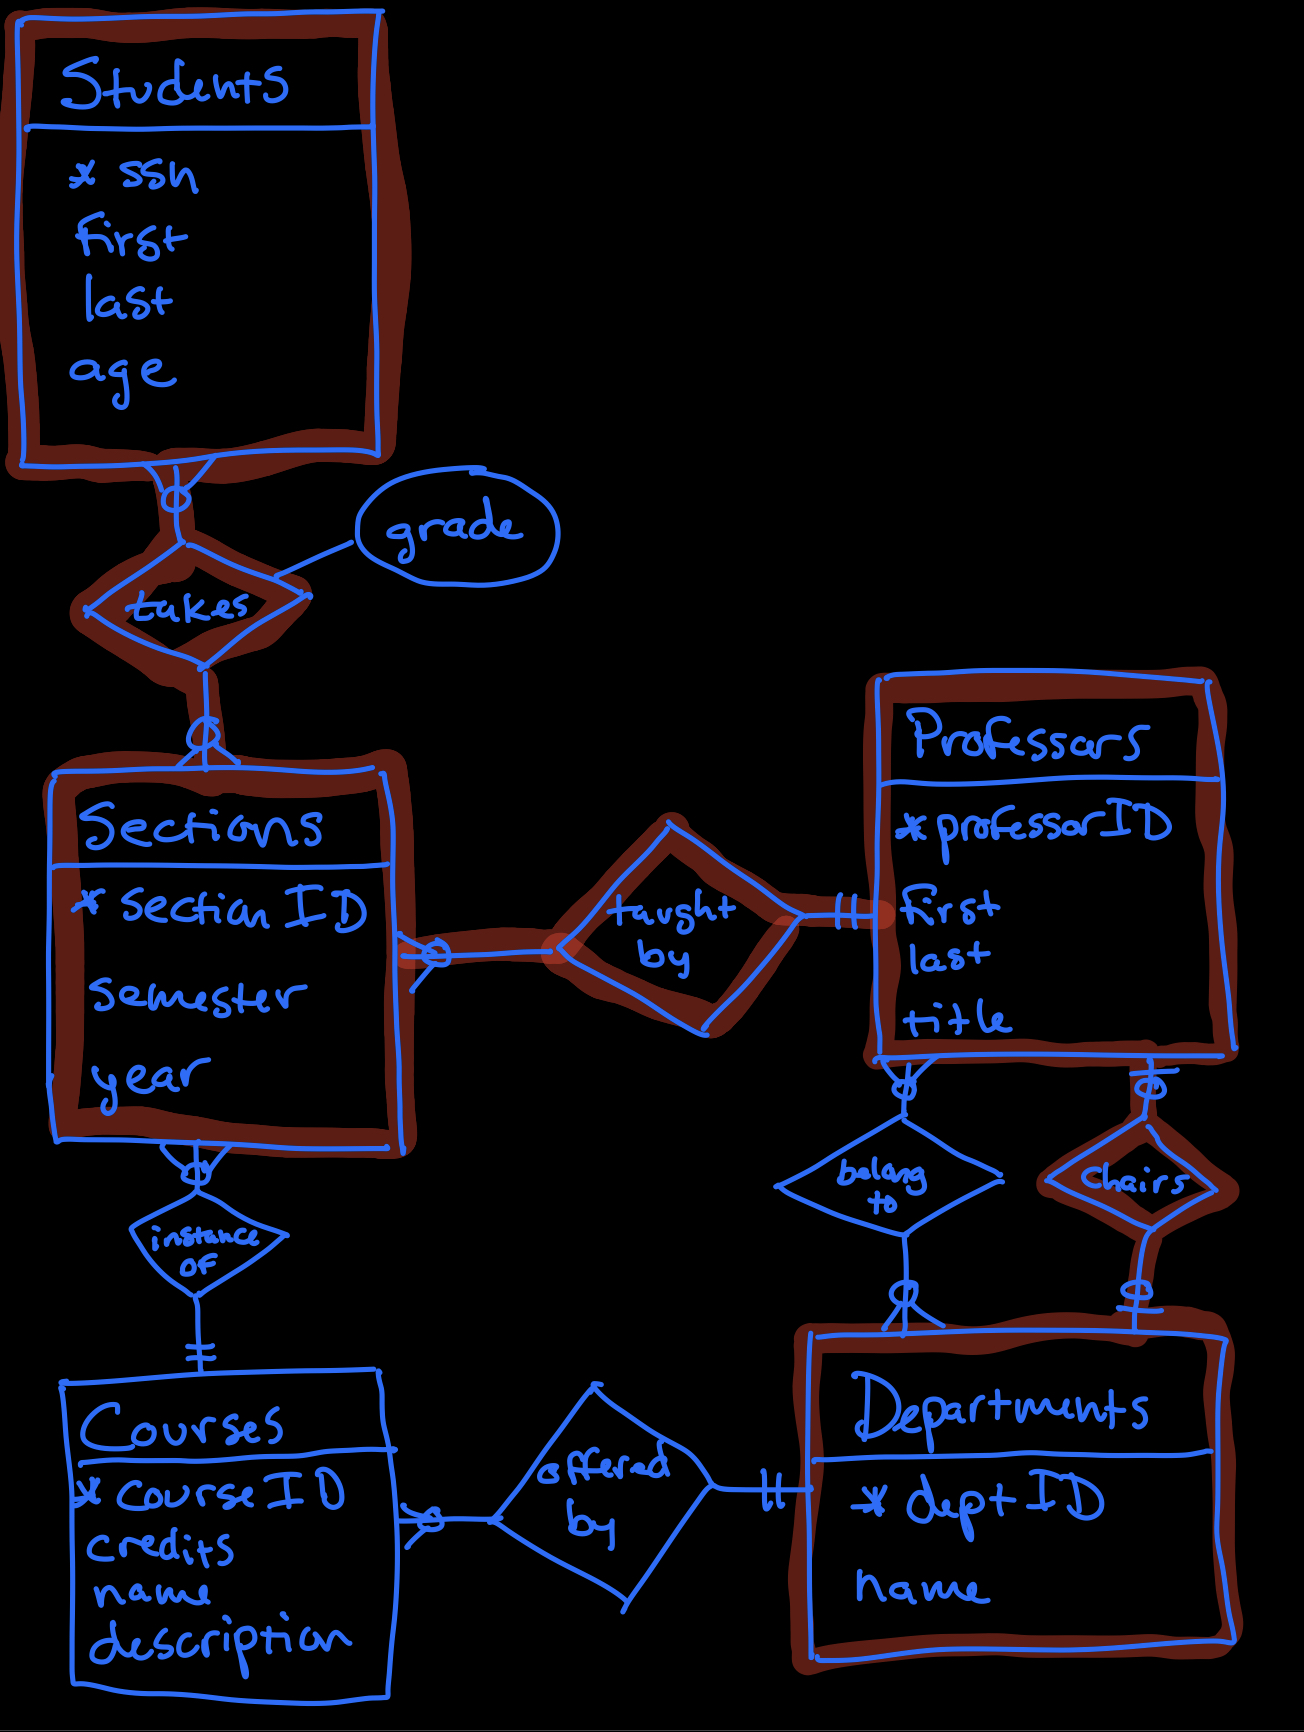 Students
* ssn
first
last
age
grade
takes
Sections
* section ID
semester
year
taught
by
Professors
* professorID
first
last
title
belong
to
Chairs
instance
of
Courses
* course ID
credits
name
description
offered
by
Departments
* dept ID
name